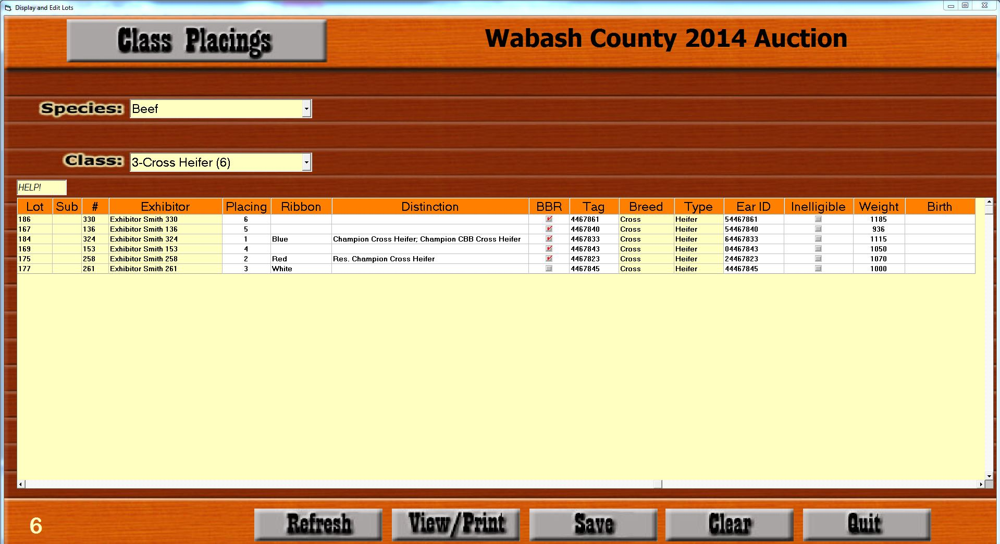 Display and Edit Lots
Class Placings
Wabash County 2014 Auction
Species: Beef
Class: 3-Cross Heifer (6)
HELP!
Lot Sub # Exhibitor Placing Ribbon Distinction BBR Tag Breed Type Ear ID Inelligible Weight Birth
186 330 Exhibitor Smith 330 6 4467861 Cross Heifer 54467861 1185
167 136 Exhibitor Smith 136 5 4467840 Cross Heifer 54467840 936
184 324 Exhibitor Smith 324 1 Blue Champion Cross Heifer; Champion CBB Cross Heifer 4467833 Cross Heifer 64467833 1115
169 153 Exhibitor Smith 153 4 4467843 Cross Heifer 04467843 1050
175 258 Exhibitor Smith 258 2 Red Res. Champion Cross Heifer 4467823 Cross Heifer 24467823 1070
177 261 Exhibitor Smith 261 3 White 4467845 Cross Heifer 44467845 1000
6 Refresh View/Print Save Clear Quit